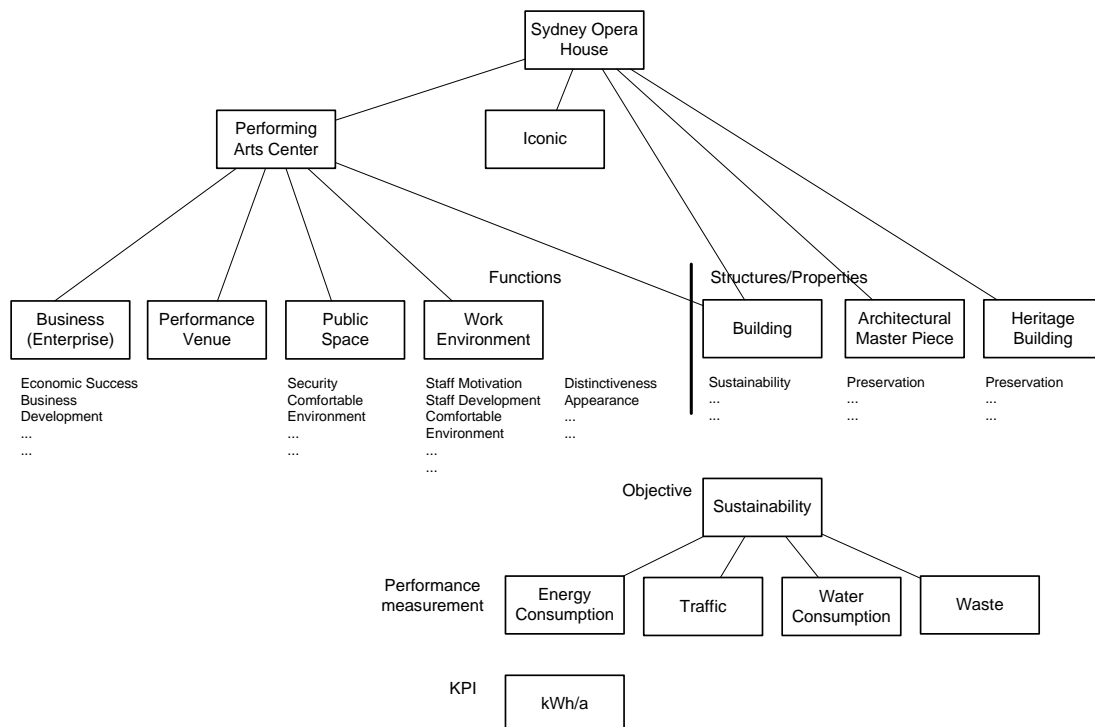 Sydney Opera
House
Performing
Arts Center
Iconic
Functions
Structures/Properties
Business
(Enterprise)
Performance
Venue
Public
Space
Work
Environment
Building
Architectural
Master Piece
Heritage
Building
Economic Success
Business
Development
...
...
Security
Comfortable
Environment
...
...
Staff Motivation
Staff Development
Comfortable
Environment
...
...
Distinctiveness
Appearance
...
...
Sustainability
...
...
Preservation
...
...
Preservation
...
...
Objective
Sustainability
Performance
measurement
Energy
Consumption
Traffic
Water
Consumption
Waste
KPI
kWh/a